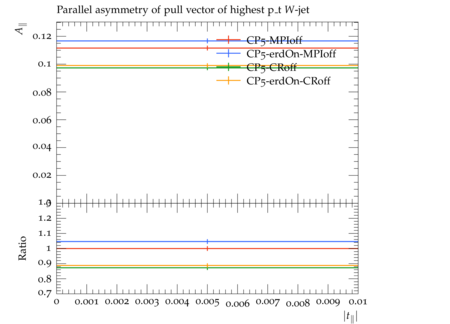 Parallel asymmetry of pull vector of highest p_t W-jet
A∥
0.12
0.1
0.08
0.06
0.04
0.02
CP5-MPIoff
CP5-erdOn-MPIoff
CP5-CRoff
CP5-erdOn-CRoff
Ratio
1.2
1.1
1
0.9
0.8
0.7
0 0.001 0.002 0.003 0.004 0.005 0.006 0.007 0.008 0.009 0.01
|t∥|